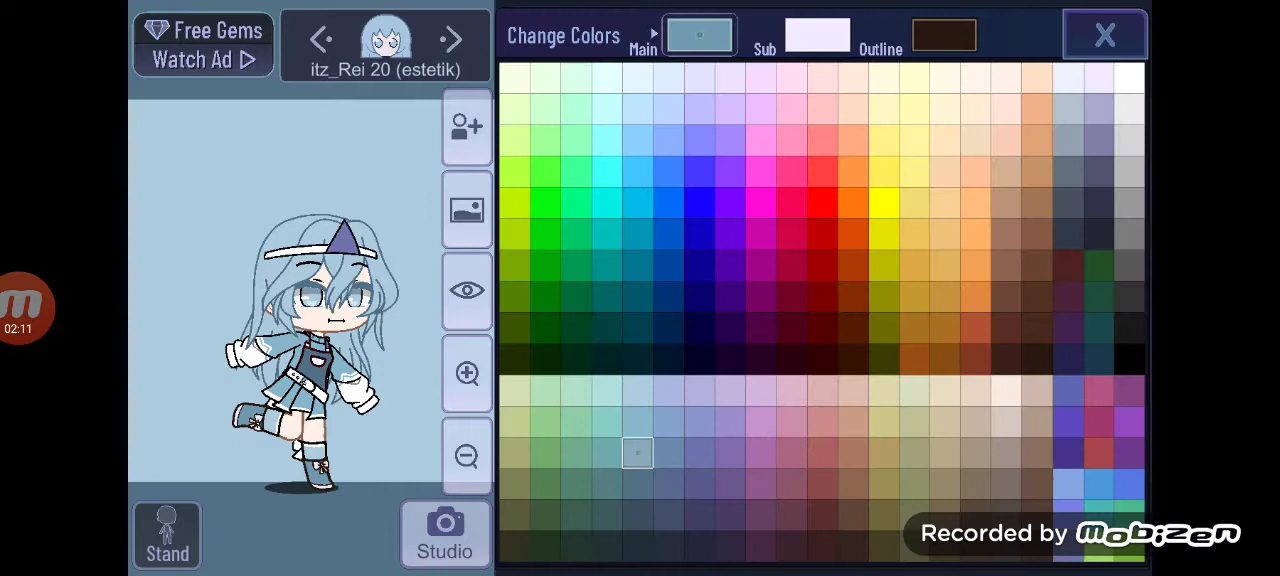 Free Gems
Watch Ad
itz_Rei 20 (estetik)
Change Colors
Main
Sub
Outline
X
02:11
Stand
Studio
Recorded by MOBIZEN